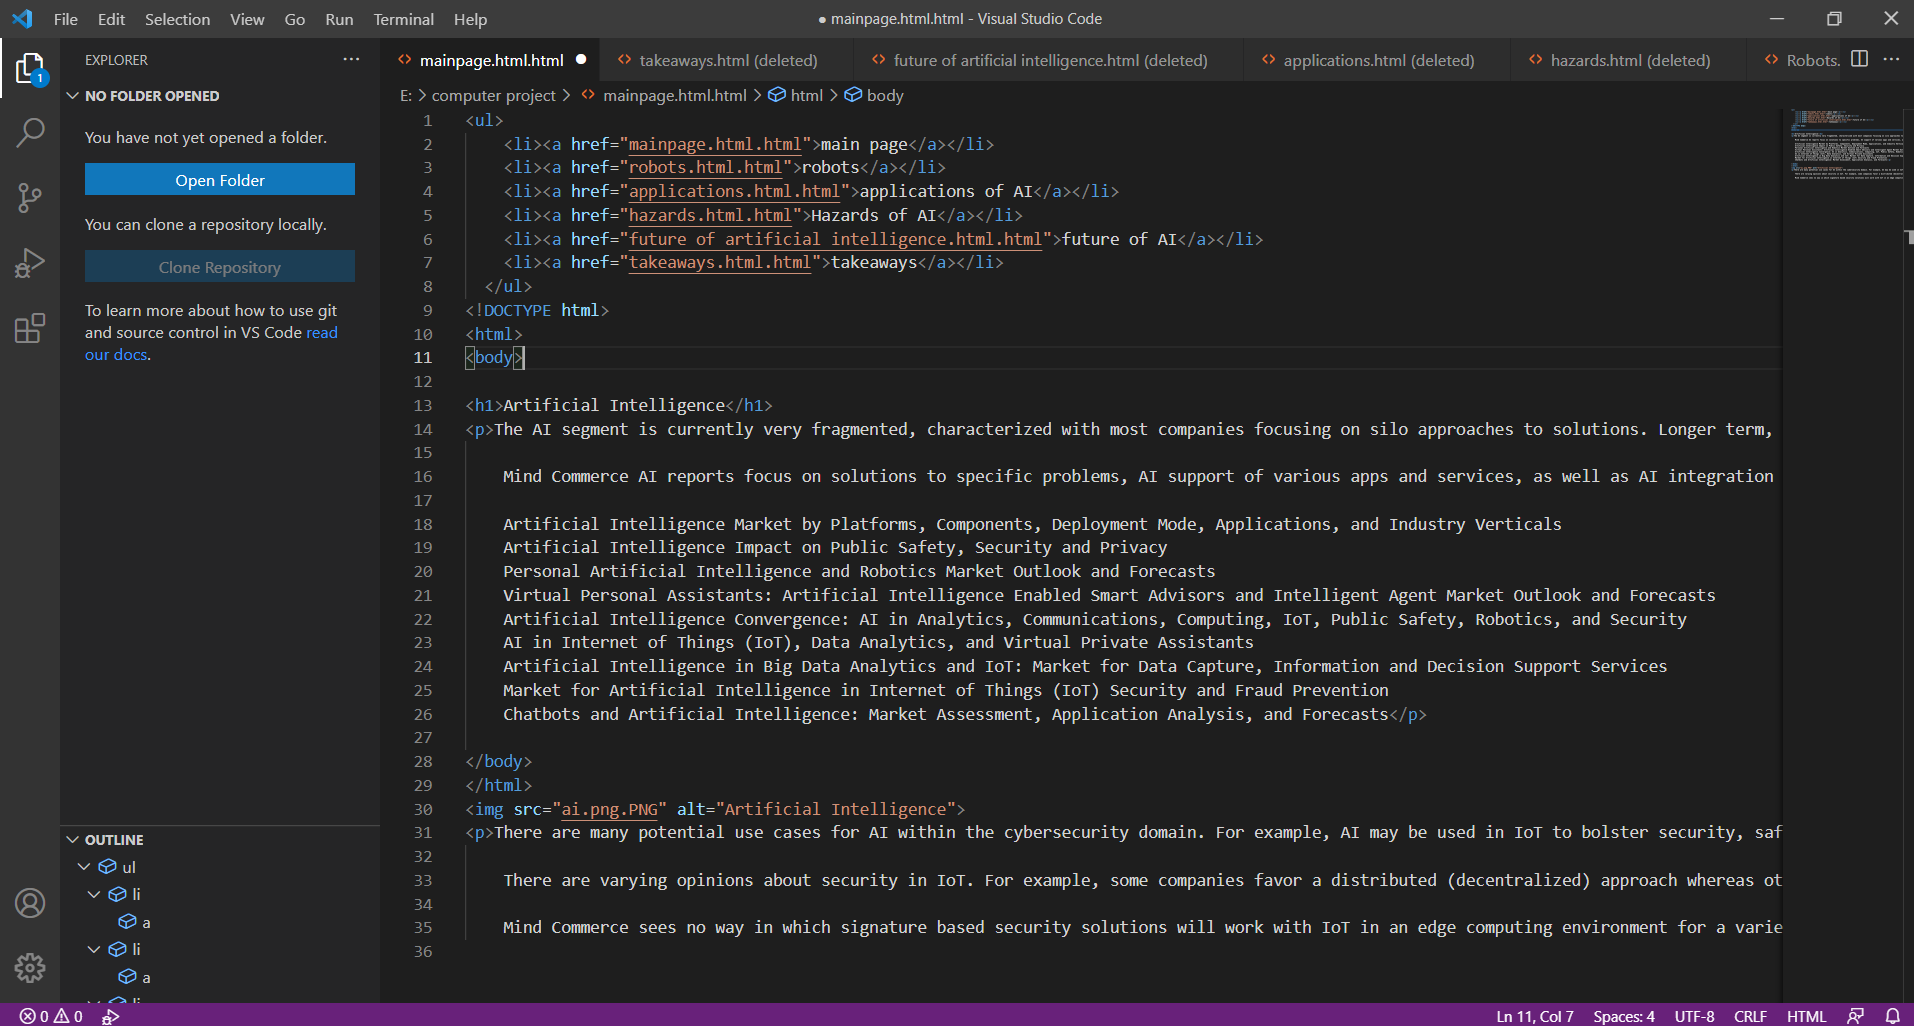 File Edit Selection View Go Run Terminal Help
● mainpage.html.html - Visual Studio Code
EXPLORER
mainpage.html.html
takeaways.html (deleted)
future of artificial intelligence.html (deleted)
applications.html (deleted)
hazards.html (deleted)
Robots.
1
NO FOLDER OPENED
You have not yet opened a folder.
Open Folder
You can clone a repository locally.
Clone Repository
To learn more about how to use git
and source control in VS Code read
our docs.
OUTLINE
ul
li
a
li
a
li
E: > computer project > mainpage.html.html > html > body
1 <ul>
2 <li><a href="mainpage.html.html">main page</a></li>
3 <li><a href="robots.html.html">robots</a></li>
4 <li><a href="applications.html.html">applications of AI</a></li>
5 <li><a href="hazards.html.html">Hazards of AI</a></li>
6 <li><a href="future of artificial intelligence.html.html">future of AI</a></li>
7 <li><a href="takeaways.html.html">takeaways</a></li>
8 </ul>
9 <!DOCTYPE html>
10 <html>
11 <body>
12
13 <h1>Artificial Intelligence</h1>
14 <p>The AI segment is currently very fragmented, characterized with most companies focusing on silo approaches to solutions. Longer term,
15
16 Mind Commerce AI reports focus on solutions to specific problems, AI support of various apps and services, as well as AI integration
17
18 Artificial Intelligence Market by Platforms, Components, Deployment Mode, Applications, and Industry Verticals
19 Artificial Intelligence Impact on Public Safety, Security and Privacy
20 Personal Artificial Intelligence and Robotics Market Outlook and Forecasts
21 Virtual Personal Assistants: Artificial Intelligence Enabled Smart Advisors and Intelligent Agent Market Outlook and Forecasts
22 Artificial Intelligence Convergence: AI in Analytics, Communications, Computing, IoT, Public Safety, Robotics, and Security
23 AI in Internet of Things (IoT), Data Analytics, and Virtual Private Assistants
24 Artificial Intelligence in Big Data Analytics and IoT: Market for Data Capture, Information and Decision Support Services
25 Market for Artificial Intelligence in Internet of Things (IoT) Security and Fraud Prevention
26 Chatbots and Artificial Intelligence: Market Assessment, Application Analysis, and Forecasts</p>
27
28 </body>
29 </html>
30 <img src="ai.png.PNG" alt="Artificial Intelligence">
31 <p>There are many potential use cases for AI within the cybersecurity domain. For example, AI may be used in IoT to bolster security, saf
32
33 There are varying opinions about security in IoT. For example, some companies favor a distributed (decentralized) approach whereas ot
34
35 Mind Commerce sees no way in which signature based security solutions will work with IoT in an edge computing environment for a varie
36
0 0
Ln 11, Col 7 Spaces: 4 UTF-8 CRLF HTML